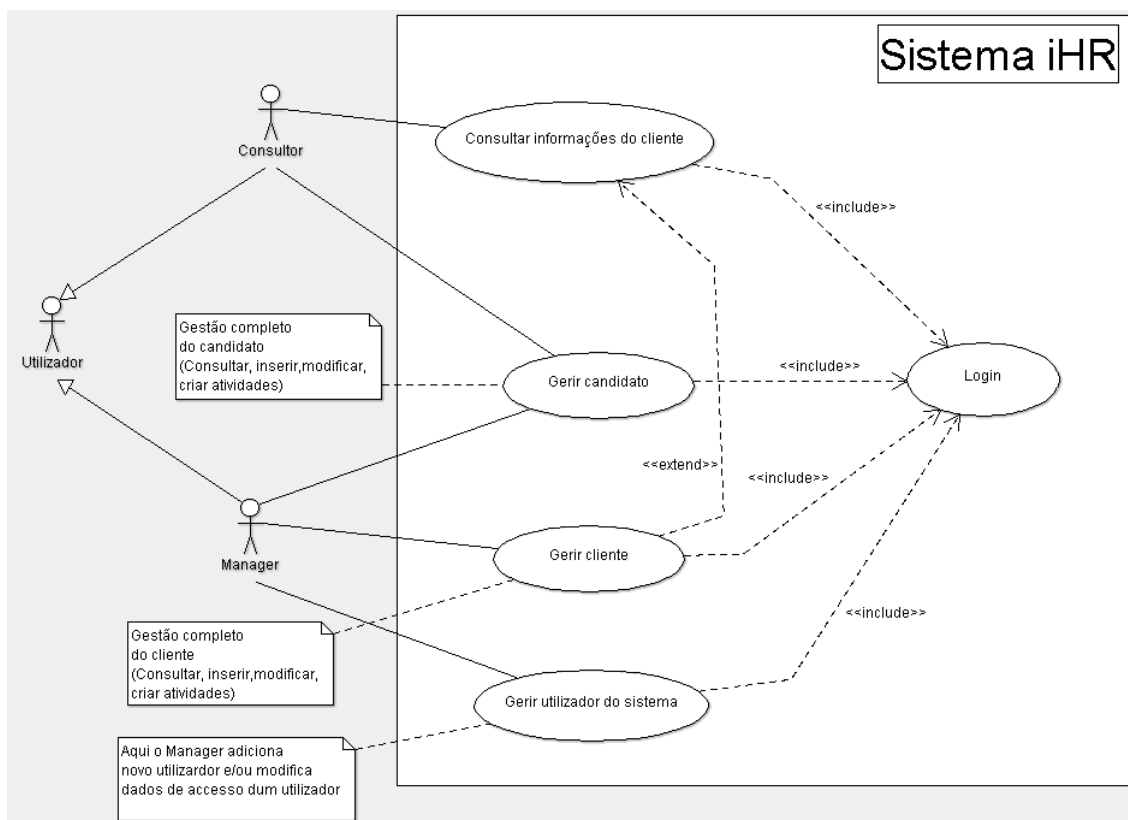 Sistema iHR
Consultor
Consultar informações do cliente
<<include>>
Utilizador
Gestão completo
do candidato
(Consultar, inserir,modificar,
criar atividades)
Gerir candidato
<<include>>
Login
<<extend>>
<<include>>
Manager
Gerir cliente
<<include>>
Gestão completo
do cliente
(Consultar, inserir,modificar,
criar atividades)
Gerir utilizador do sistema
Aqui o Manager adiciona
novo utilizardor e/ou modifica
dados de accesso dum utilizador